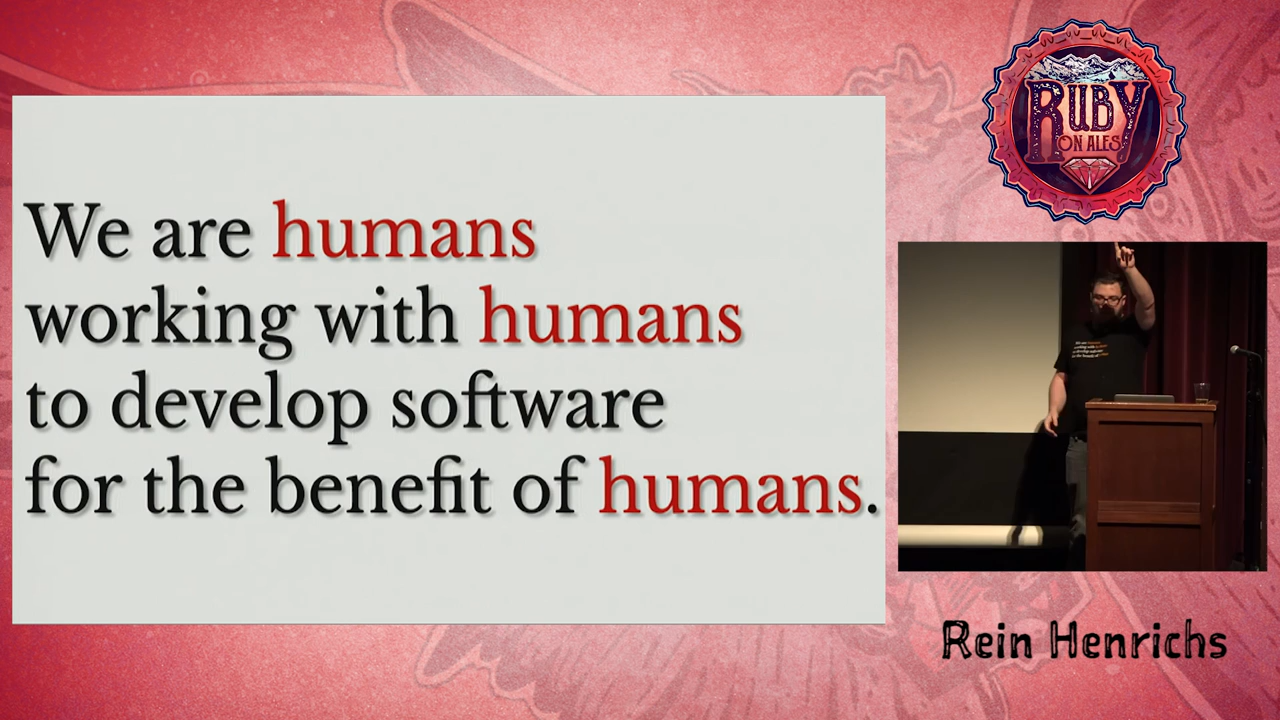 We are humans
working with humans
to develop software
for the benefit of humans.
RUBY
ON ALES
Rein Henrichs